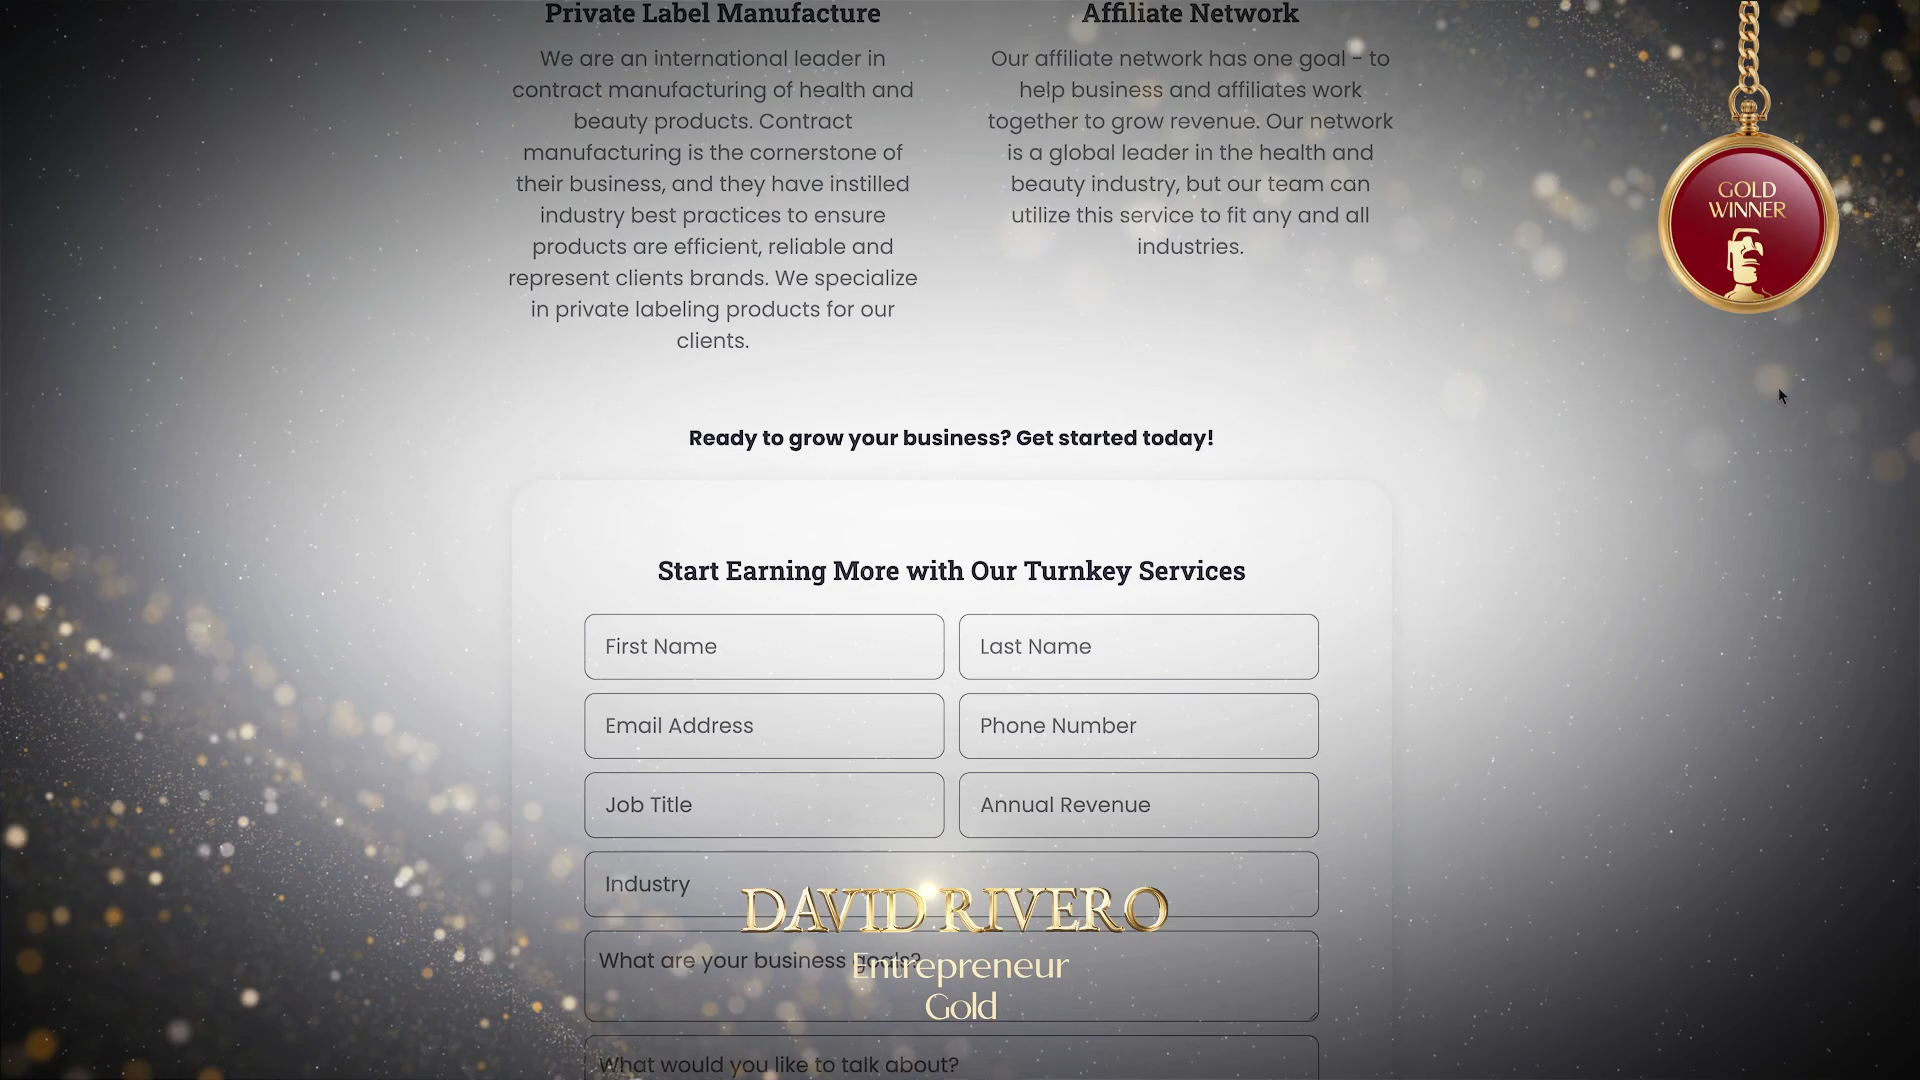 Private Label Manufacture
We are an international leader in
contract manufacturing of health and
beauty products. Contract
manufacturing is the cornerstone of
their business, and they have instilled
industry best practices to ensure
products are efficient, reliable and
represent clients brands. We specialize
in private labeling products for our
clients.
Affiliate Network
Our affiliate network has one goal - to
help business and affiliates work
together to grow revenue. Our network
is a global leader in the health and
beauty industry, but our team can
utilize this service to fit any and all
industries.
GOLD
WINNER
Ready to grow your business? Get started today!
Start Earning More with Our Turnkey Services
First Name
Last Name
Email Address
Phone Number
Job Title
Annual Revenue
Industry
DAVID RIVERO
What are your business goals?
Entrepreneur
Gold
What would you like to talk about?